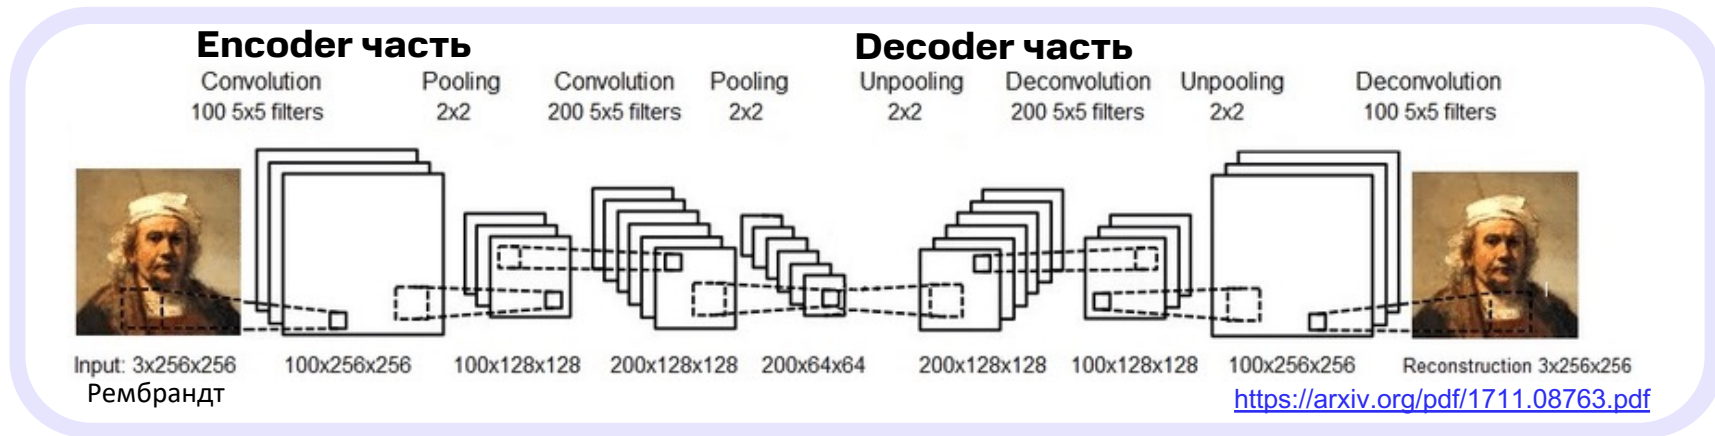 Encoder часть
Decoder часть
Convolution
100 5x5 filters
Pooling
2x2
Convolution
200 5x5 filters
Pooling
2x2
Unpooling
2x2
Deconvolution
200 5x5 filters
Unpooling
2x2
Deconvolution
100 5x5 filters
Input: 3x256x256
100x256x256
100x128x128
200x128x128
200x64x64
200x128x128
100x128x128
100x256x256
Reconstruction 3x256x256
Рембрандт
https://arxiv.org/pdf/1711.08763.pdf